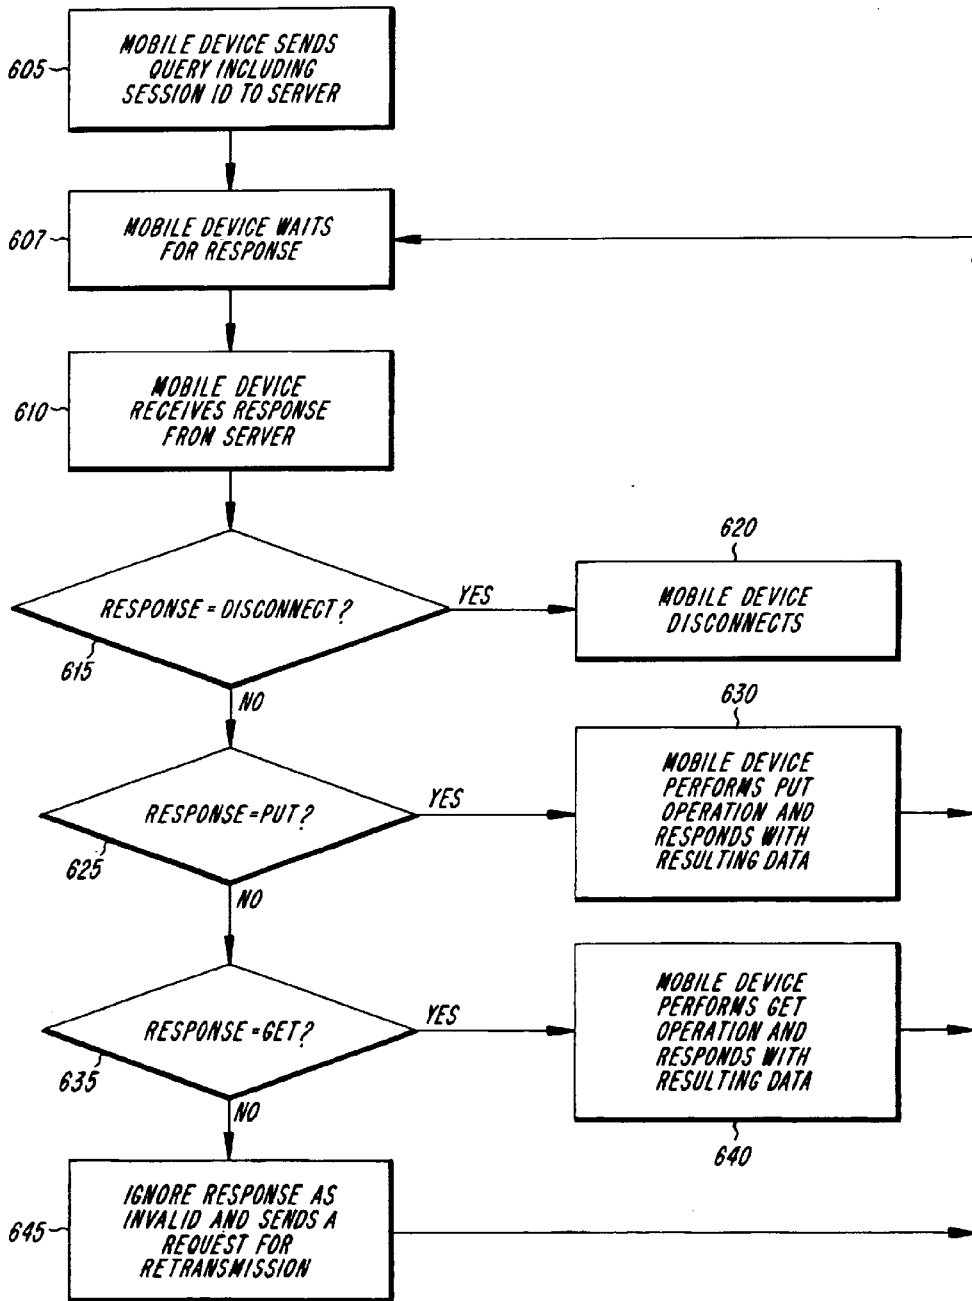 605
MOBILE DEVICE SENDS
QUERY INCLUDING
SESSION ID TO SERVER
607
MOBILE DEVICE WAITS
FOR RESPONSE
610
MOBILE DEVICE
RECEIVES RESPONSE
FROM SERVER
RESPONSE = DISCONNECT?
615
YES
NO
620
MOBILE DEVICE
DISCONNECTS
RESPONSE=PUT?
625
YES
NO
630
MOBILE DEVICE
PERFORMS PUT
OPERATION AND
RESPONDS WITH
RESULTING DATA
RESPONSE=GET?
635
YES
NO
MOBILE DEVICE
PERFORMS GET
OPERATION AND
RESPONDS WITH
RESULTING DATA
640
645
IGNORE RESPONSE AS
INVALID AND SENDS A
REQUEST FOR
RETRANSMISSION